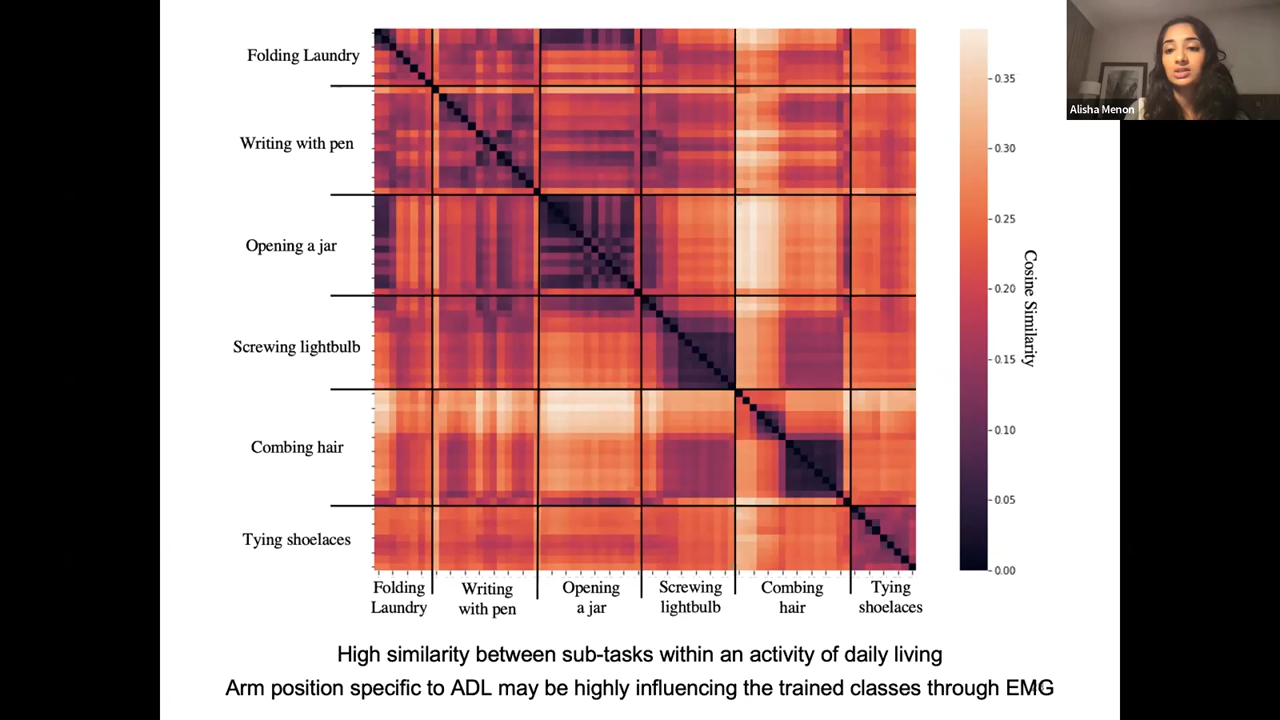 Alisha Menon
Folding Laundry
Writing with pen
Opening a jar
Screwing lightbulb
Combing hair
Tying shoelaces
Folding
Laundry
Writing
with pen
Opening
a jar
Screwing
lightbulb
Combing
hair
Tying
shoelaces
0.35
0.30
0.25
0.20
0.15
0.10
0.05
0.00
Cosine Similarity
High similarity between sub-tasks within an activity of daily living
Arm position specific to ADL may be highly influencing the trained classes through EMG